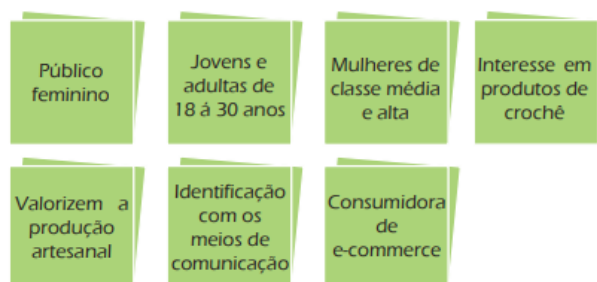 Público
feminino
Jovens e
adultas de
18 á 30 anos
Mulheres de
classe média
e alta
Interesse em
produtos de
crochê
Valorizem a
produção
artesanal
Identificação
com os
meios de
comunicação
Consumidora
de
e-commerce